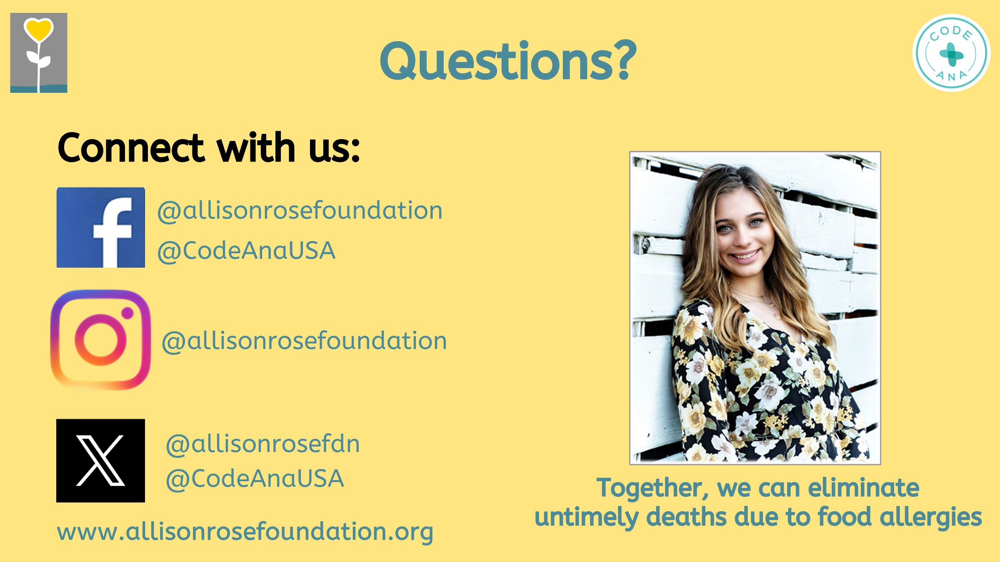 CODE
ANA
Questions?
Connect with us:
@allisonrosefoundation
@CodeAnaUSA
@allisonrosefoundation
@allisonrosefdn
@CodeAnaUSA
www.allisonrosefoundation.org
Together, we can eliminate
untimely deaths due to food allergies